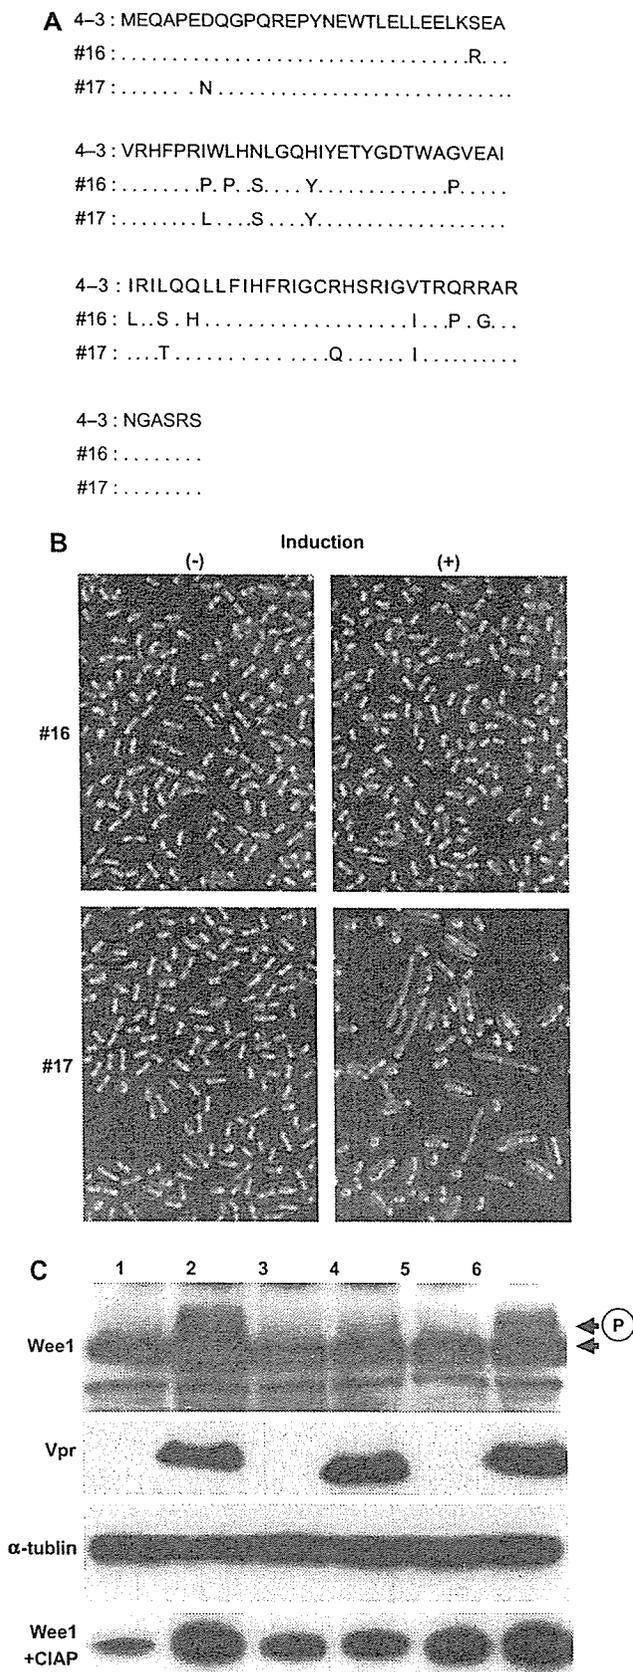 A
4–3 : MEQAPEDQGPQREPYNEWTLELLEELKSEA
#16 : . . . . . . . . . . . . . . . . . . . . . . . . . . . . . . . . . . .R. . .
#17 : . . . . . . . N . . . . . . . . . . . . . . . . . . . . . . . . . . . . .
4–3 : VRHFPRIWLHNLGQHIYETYGDTWAGVEAI
#16 : . . . . . . . .P. P. .S. . . .Y. . . . . . . . . . . . .P. . . . .
#17 : . . . . . . . . L . . . .S . . . .Y. . . . . . . . . . . . . . . . . . .
4–3 : IRILQQLLFIHFRIGCRHSRIGVTRQRRAR
#16 : L. . S . H. . . . . . . . . . . . . . . . . . . . .I. . .P . G. . .
#17 : . . . .T. . . . . . . . . . . . . . .Q. . . . . .I. . . . . . . . . .
4–3 : NGASRS
#16 : . . . . . . . .
#17 : . . . . . . . .
B
Induction
(-) (+)
#16
#17
C 1 2 3 4 5 6
P
Wee1
Vpr
α-tublin
Wee1
+CIAP